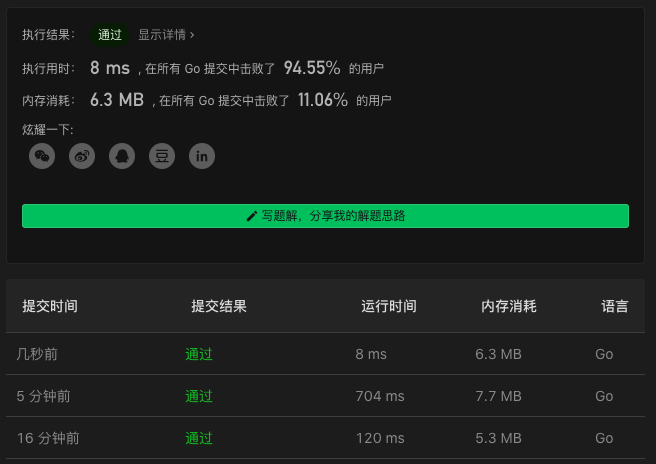 执行结果： 通过 显示详情 ›
执行用时： 8 ms , 在所有 Go 提交中击败了 94.55% 的用户
内存消耗： 6.3 MB , 在所有 Go 提交中击败了 11.06% 的用户
炫耀一下:
豆 in
写题解，分享我的解题思路
提交时间 提交结果 运行时间 内存消耗 语言
几秒前 通过 8 ms 6.3 MB Go
5 分钟前 通过 704 ms 7.7 MB Go
16 分钟前 通过 120 ms 5.3 MB Go